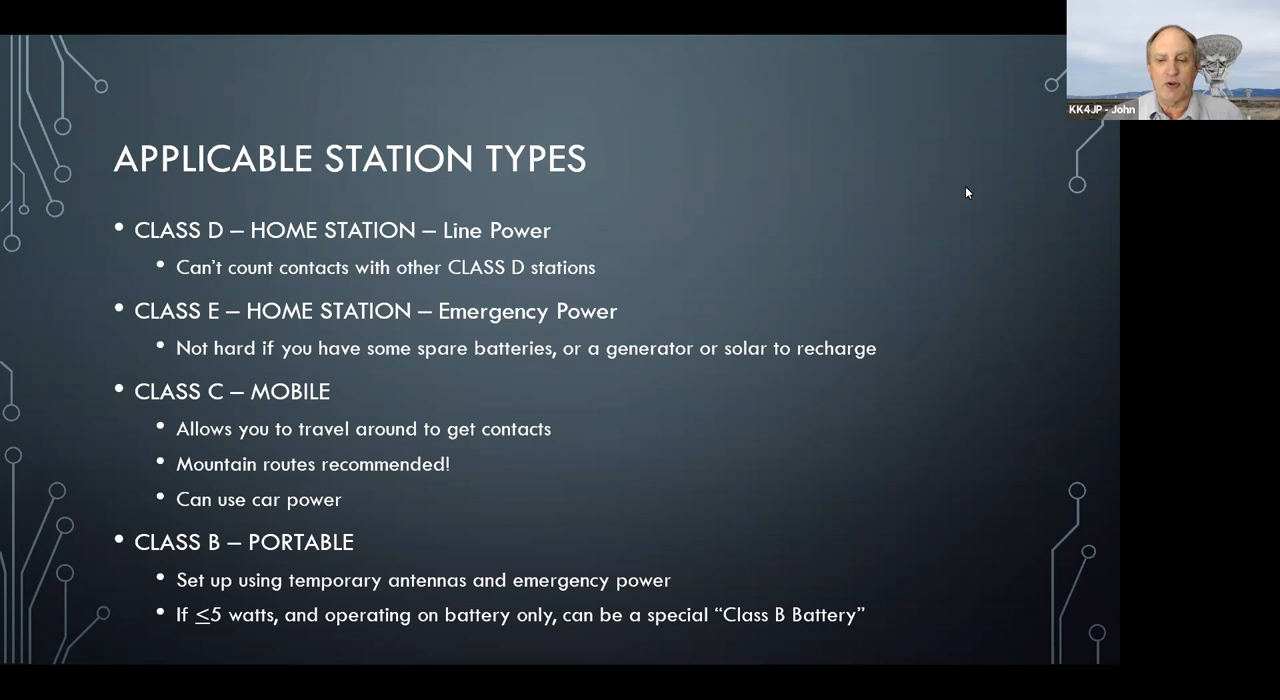 KK4JP - John
APPLICABLE STATION TYPES
• CLASS D – HOME STATION – Line Power
• Can't count contacts with other CLASS D stations
• CLASS E – HOME STATION – Emergency Power
• Not hard if you have some spare batteries, or a generator or solar to recharge
• CLASS C – MOBILE
• Allows you to travel around to get contacts
• Mountain routes recommended!
• Can use car power
• CLASS B – PORTABLE
• Set up using temporary antennas and emergency power
• If ≤5 watts, and operating on battery only, can be a special “Class B Battery”